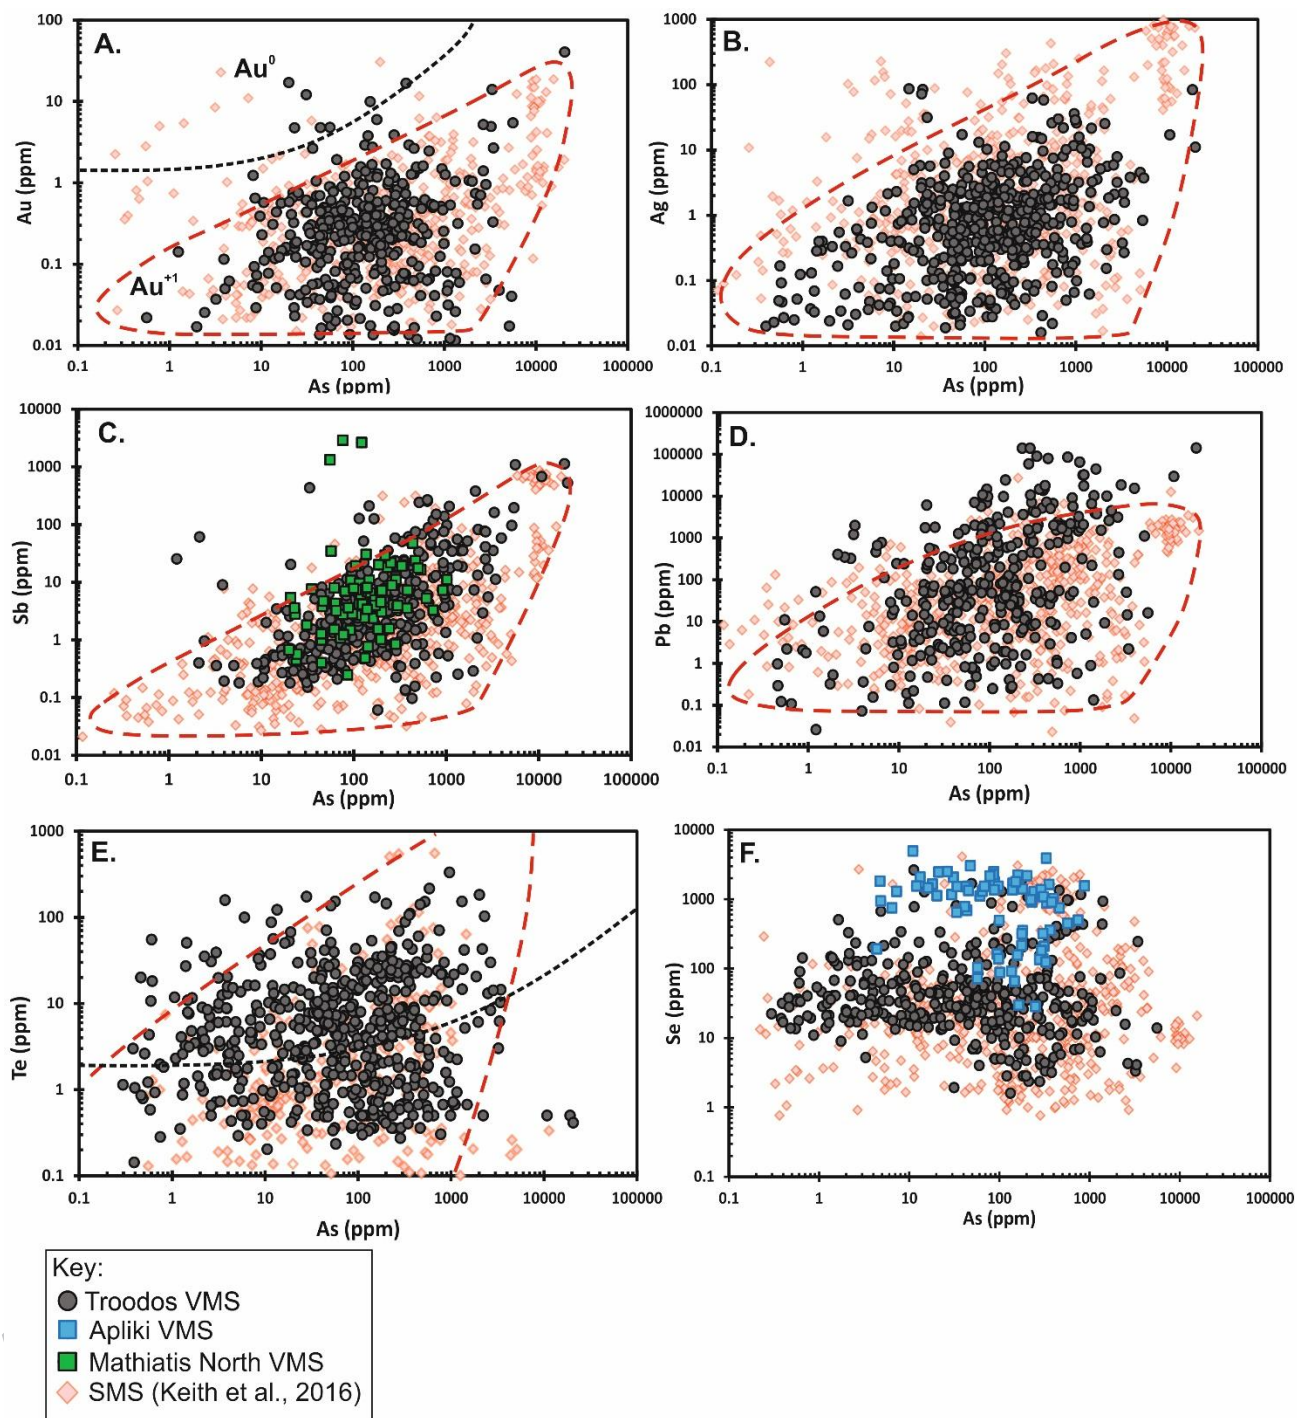 A.
Au⁰
Au⁺¹
Au (ppm)
100
10
1
0.1
0.01
0.1 1 10 100 1000 10000 100000
As (ppm)
B.
Ag (ppm)
1000
100
10
1
0.1
0.01
0.1 1 10 100 1000 10000 100000
As (ppm)
C.
Sb (ppm)
10000
1000
100
10
1
0.1
0.01
0.1 1 10 100 1000 10000 100000
As (ppm)
D.
Pb (ppm)
1000000
100000
10000
1000
100
10
1
0.1
0.01
0.1 1 10 100 1000 10000 100000
As (ppm)
E.
Te (ppm)
1000
100
10
1
0.1
0.1 1 10 100 1000 10000 100000
As (ppm)
F.
Se (ppm)
10000
1000
100
10
1
0.1
0.1 1 10 100 1000 10000 100000
As (ppm)
Key:
Troodos VMS
Apliki VMS
Mathiatis North VMS
SMS (Keith et al., 2016)